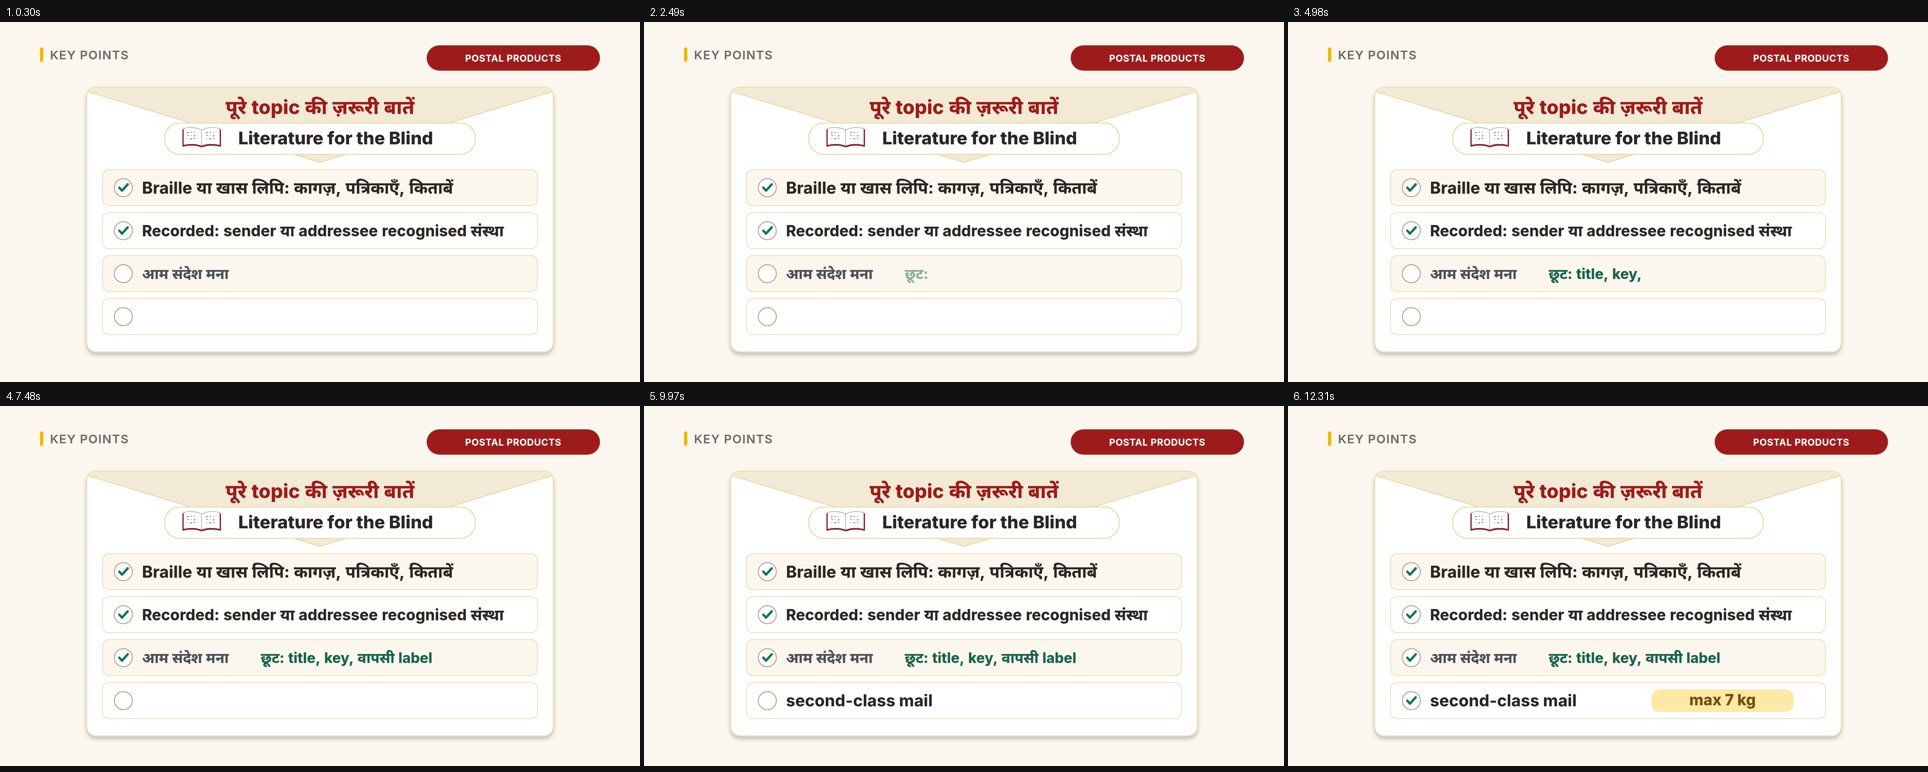 1. 0.30s
KEY POINTS
POSTAL PRODUCTS
पूरे topic की ज़रूरी बातें
Literature for the Blind
Braille या खास लिपि: कागज़, पत्रिकाएँ, किताबें
Recorded: sender या addressee recognised संस्था
आम संदेश मना
2. 2.49s
KEY POINTS
POSTAL PRODUCTS
पूरे topic की ज़रूरी बातें
Literature for the Blind
Braille या खास लिपि: कागज़, पत्रिकाएँ, किताबें
Recorded: sender या addressee recognised संस्था
आम संदेश मना छूट:
3. 4.98s
KEY POINTS
POSTAL PRODUCTS
पूरे topic की ज़रूरी बातें
Literature for the Blind
Braille या खास लिपि: कागज़, पत्रिकाएँ, किताबें
Recorded: sender या addressee recognised संस्था
आम संदेश मना छूट: title, key,
4. 7.48s
KEY POINTS
POSTAL PRODUCTS
पूरे topic की ज़रूरी बातें
Literature for the Blind
Braille या खास लिपि: कागज़, पत्रिकाएँ, किताबें
Recorded: sender या addressee recognised संस्था
आम संदेश मना छूट: title, key, वापसी label
5. 9.97s
KEY POINTS
POSTAL PRODUCTS
पूरे topic की ज़रूरी बातें
Literature for the Blind
Braille या खास लिपि: कागज़, पत्रिकाएँ, किताबें
Recorded: sender या addressee recognised संस्था
आम संदेश मना छूट: title, key, वापसी label
second-class mail
6. 12.31s
KEY POINTS
POSTAL PRODUCTS
पूरे topic की ज़रूरी बातें
Literature for the Blind
Braille या खास लिपि: कागज़, पत्रिकाएँ, किताबें
Recorded: sender या addressee recognised संस्था
आम संदेश मना छूट: title, key, वापसी label
second-class mail max 7 kg